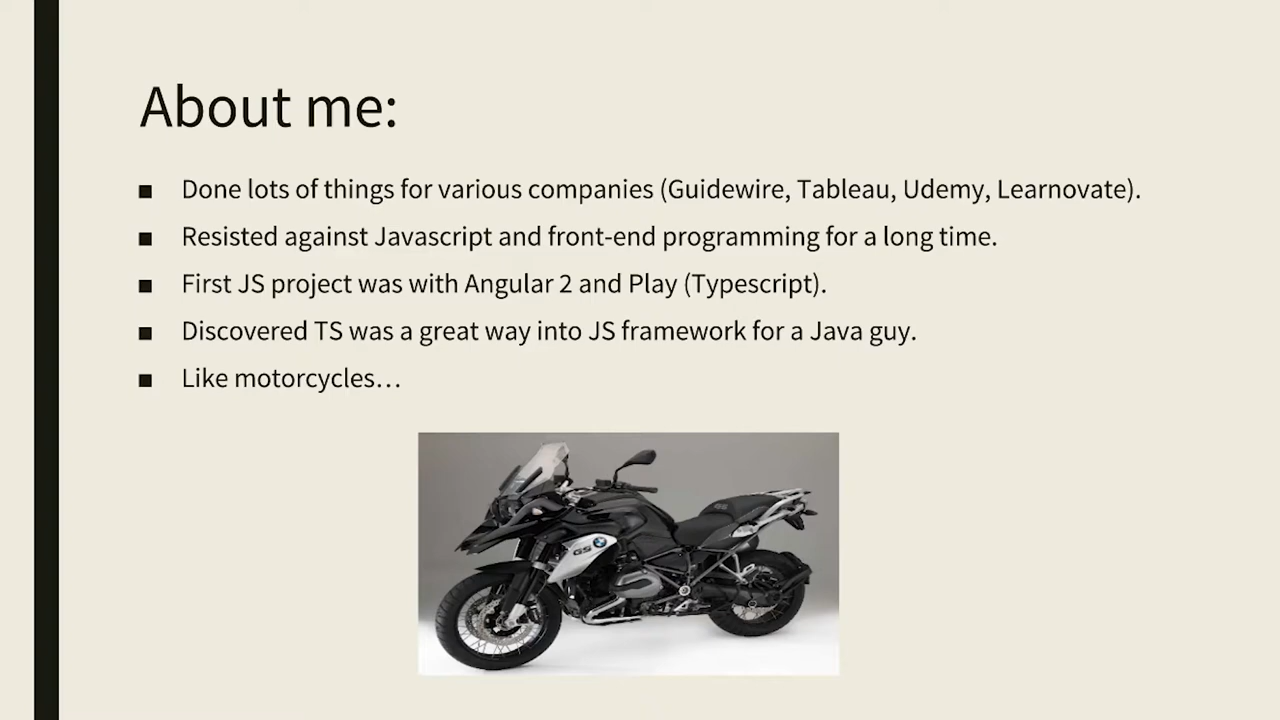 About me:
Done lots of things for various companies (Guidewire, Tableau, Udemy, Learnovate).
Resisted against Javascript and front-end programming for a long time.
First JS project was with Angular 2 and Play (Typescript).
Discovered TS was a great way into JS framework for a Java guy.
Like motorcycles…
GS
GS